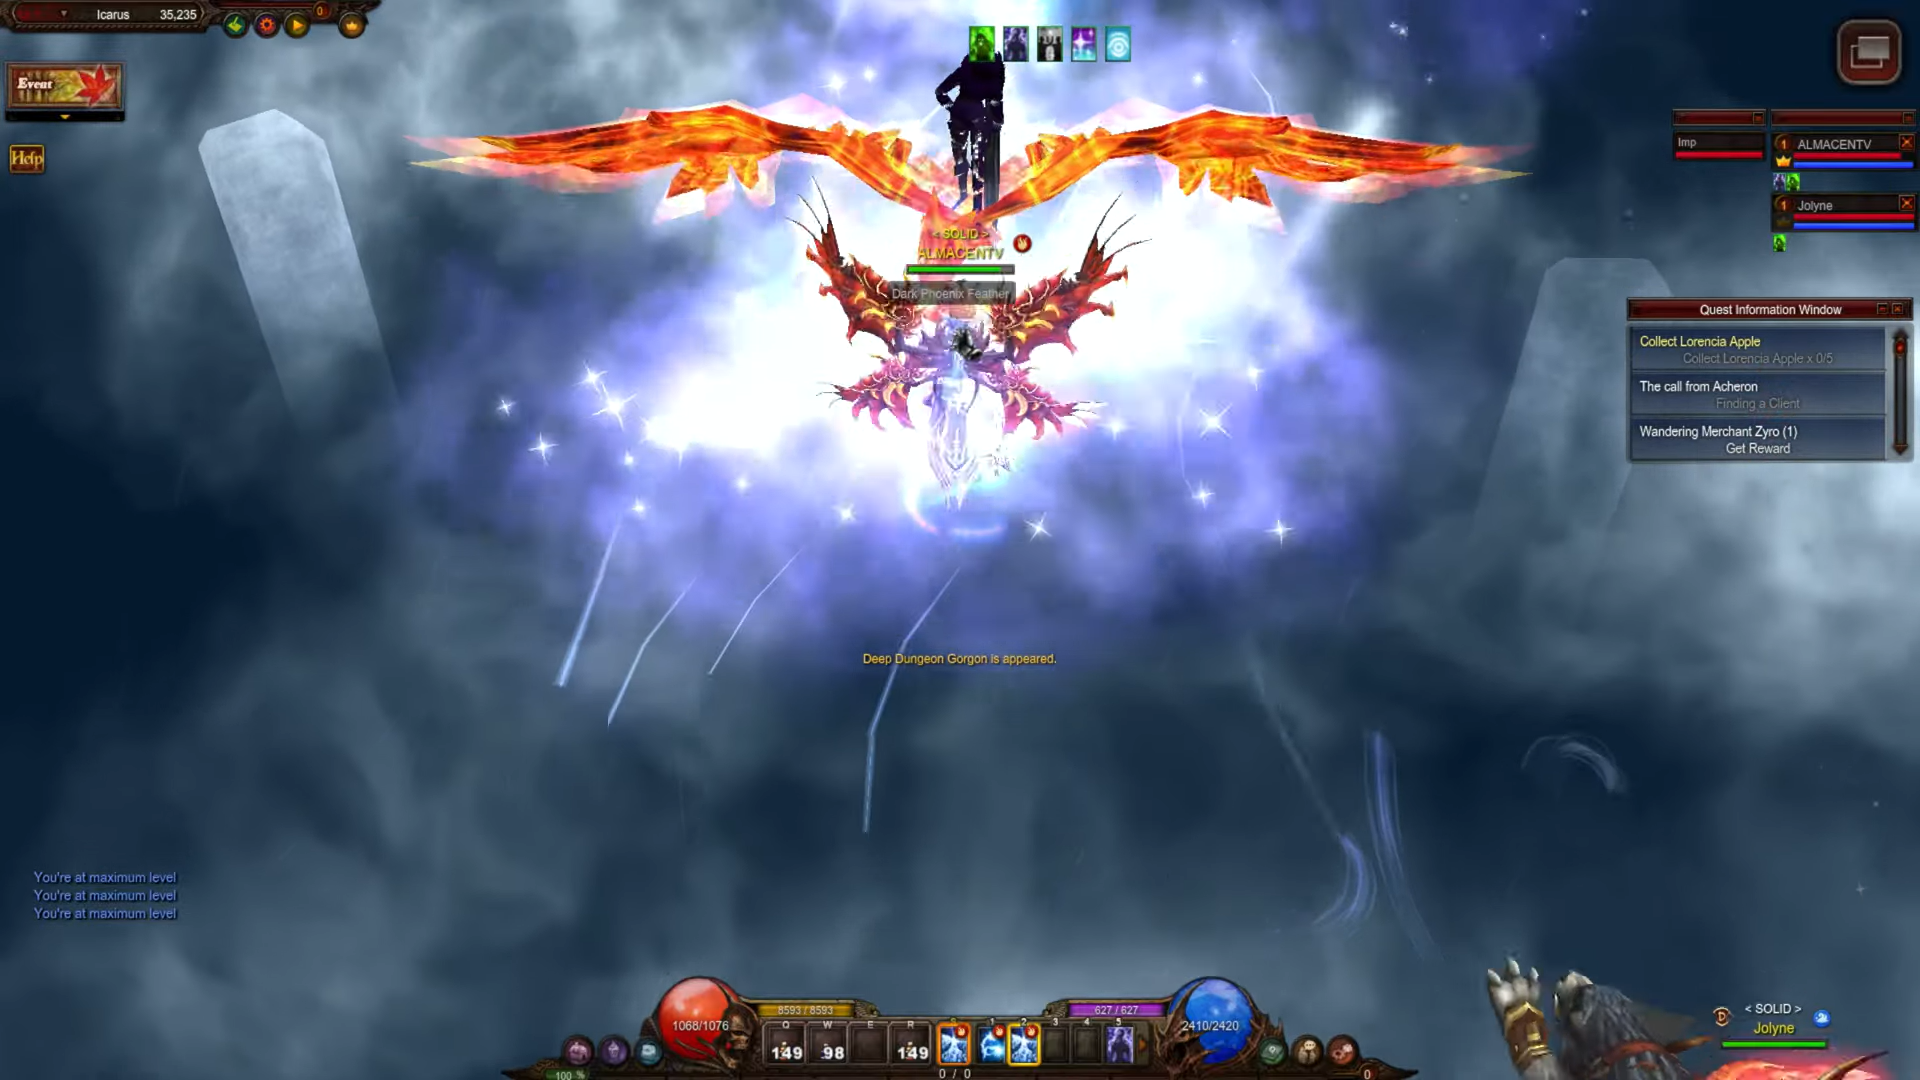 Icarus 35,235
0
Event
Help
Imp
1 ALMACENTV
1 Jolyne
< SOLID >
ALMACENTV
Dark Phoenix Feather
Quest Information Window
Collect Lorencia Apple
Collect Lorencia Apple x 0/5
The call from Acheron
Finding a Client
Wandering Merchant Zyro (1)
Get Reward
Deep Dungeon Gorgon is appeared.
You're at maximum level
You're at maximum level
You're at maximum level
< SOLID >
Jolyne
8593 / 8593
627 / 627
1068/1076
2410/2420
Q W E R 1 2 3 4 5
149 98 149
0 / 0
100 %
0